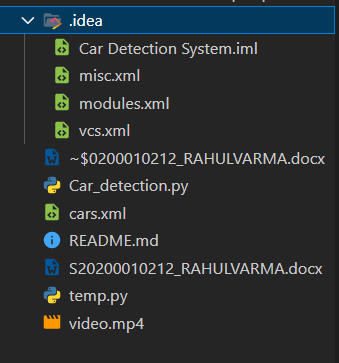 .idea
Car Detection System.iml
misc.xml
modules.xml
vcs.xml
~$0200010212_RAHULVARMA.docx
Car_detection.py
cars.xml
README.md
S20200010212_RAHULVARMA.docx
temp.py
video.mp4